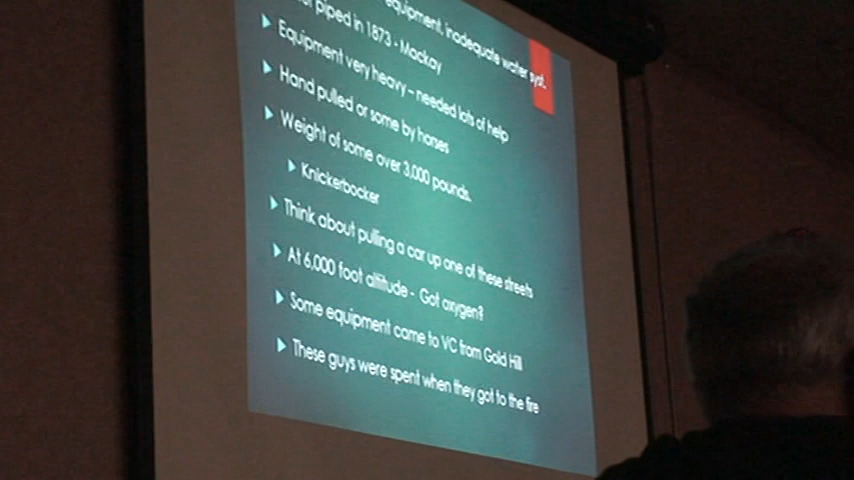 equipment, inadequate water syst.
piped in 1873 - Mackay
Equipment very heavy – needed lots of help
Hand pulled or some by horses
Weight of some over 3,000 pounds.
Knickerbocker
Think about pulling a car up one of these streets
At 6,000 foot altitude - Got oxygen?
Some equipment came to VC from Gold Hill
These guys were spent when they got to the fire